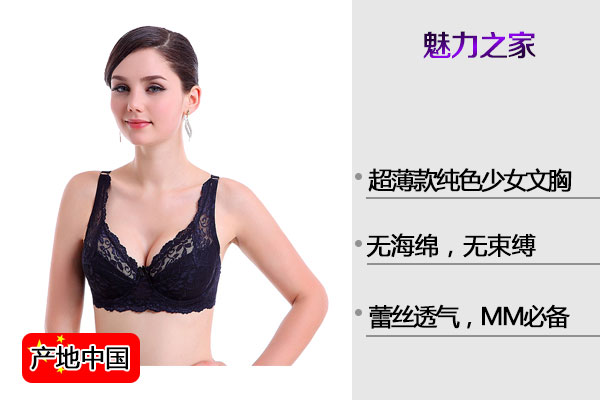 魅力之家
超薄款纯色少女文胸
无海绵，无束缚
蕾丝透气，MM必备
产地中国